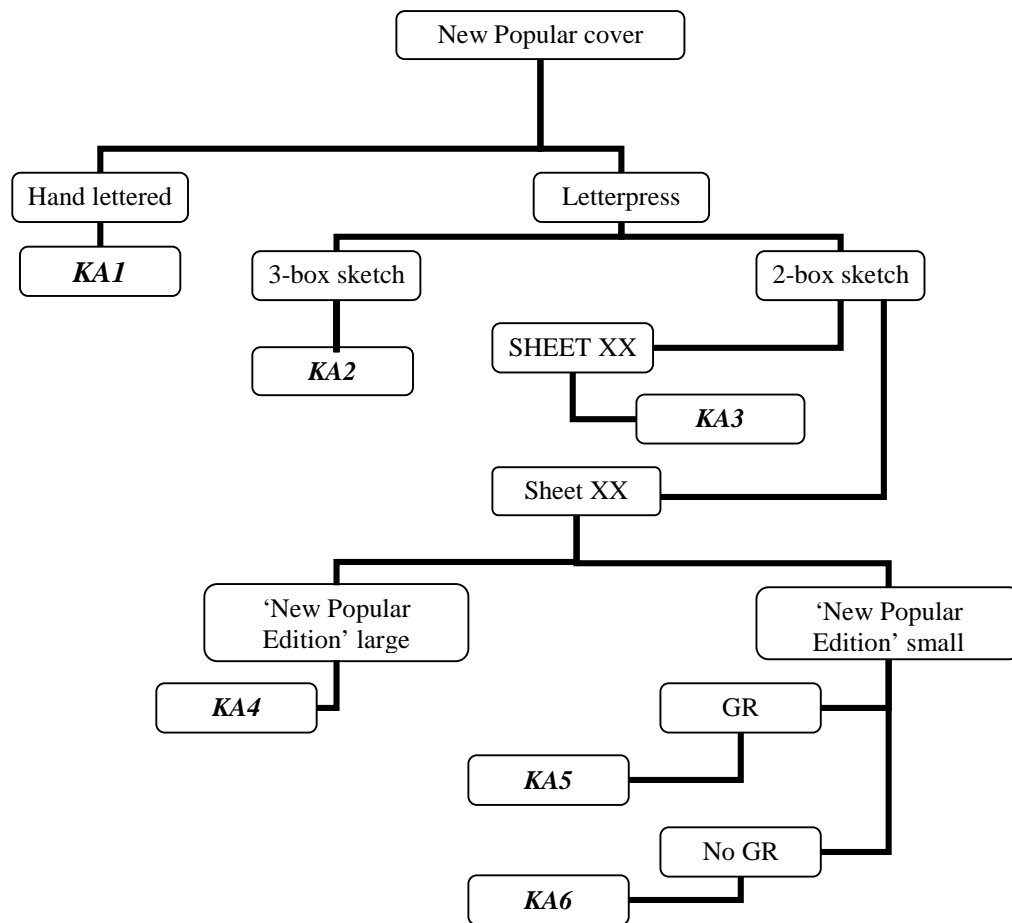 New Popular cover
Hand lettered
Letterpress
KA1
3-box sketch
2-box sketch
SHEET XX
KA2
KA3
Sheet XX
‘New Popular
Edition’ large
‘New Popular
Edition’ small
KA4
GR
KA5
No GR
KA6